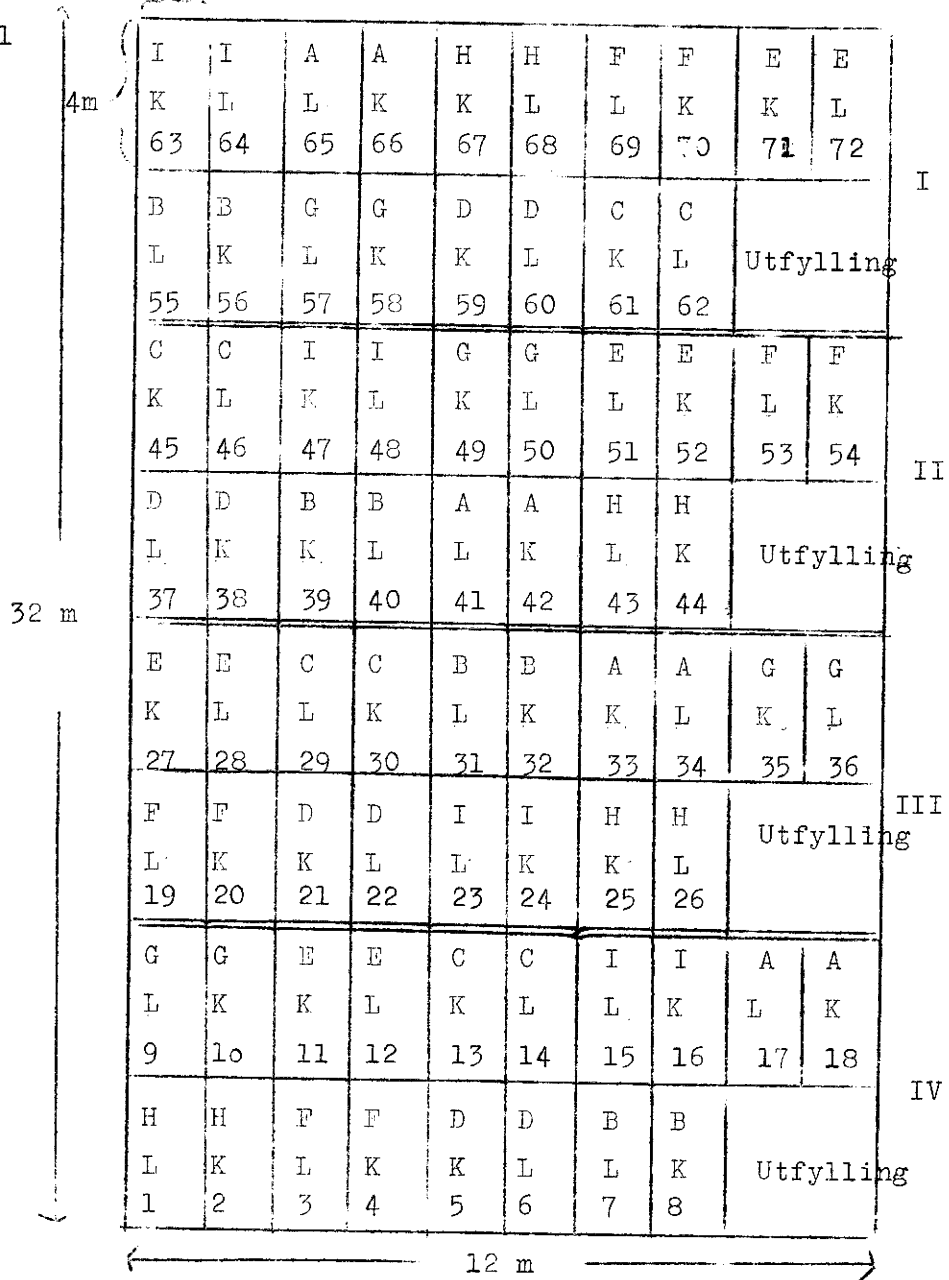 1
I I A A H H F F E E
4m K L L K K L L K K L
63 64 65 66 67 68 69 70 71 72
I
B B G G D D C C
L K L K K L K L Utfylling
55 56 57 58 59 60 61 62
C C I I G G E E F F
K L K L K L L K L K
45 46 47 48 49 50 51 52 53 54
II
D D B B A A H H
L K K L L K L K Utfylling
37 38 39 40 41 42 43 44
32 m
E E C C B B A A G G
K L L K L K K L K L
27 28 29 30 31 32 33 34 35 36
III
F F D D I I H H Utfylling
L K K L L K K L
19 20 21 22 23 24 25 26
G G E E C C I I A A
L K K L K L L K L K
9 lo 11 12 13 14 15 16 17 18
IV
H H F F D D B B
L K L K K L L K Utfylling
1 2 3 4 5 6 7 8
12 m